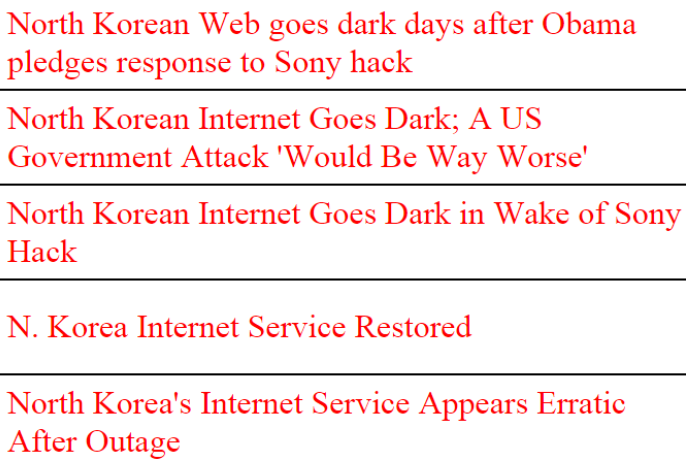 North Korean Web goes dark days after Obama
pledges response to Sony hack
North Korean Internet Goes Dark; A US
Government Attack 'Would Be Way Worse'
North Korean Internet Goes Dark in Wake of Sony
Hack
N. Korea Internet Service Restored
North Korea's Internet Service Appears Erratic
After Outage